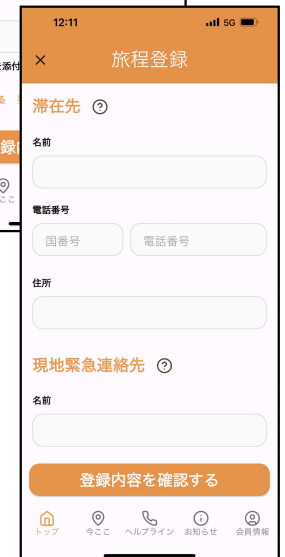 12:11
5G
× 旅程登録
滞在先 ?
名前
電話番号
国番号 電話番号
住所
現地緊急連絡先 ?
名前
登録内容を確認する
トップ 今ここ ヘルプライン お知らせ 会員情報